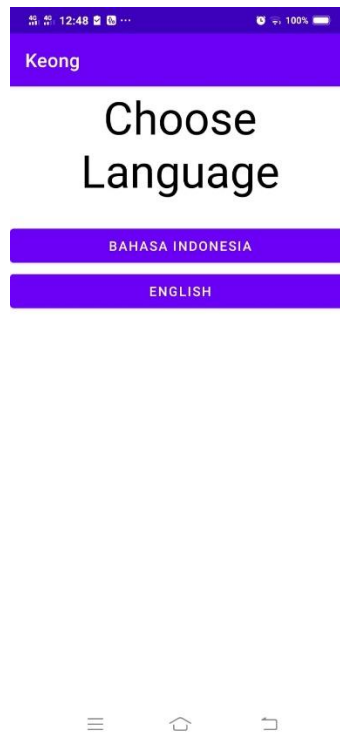 12:48
100%
Keong
Choose
Language
BAHASA INDONESIA
ENGLISH